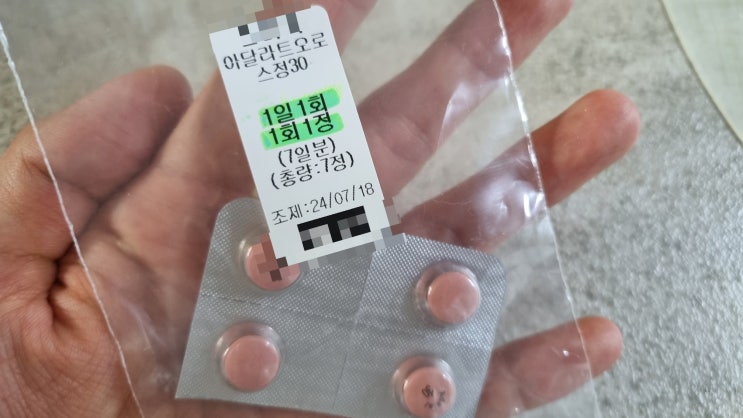 아달라트오로
스정30
1일1회
1회1정
(7일분)
(총량:7정)
조제:24/07/18